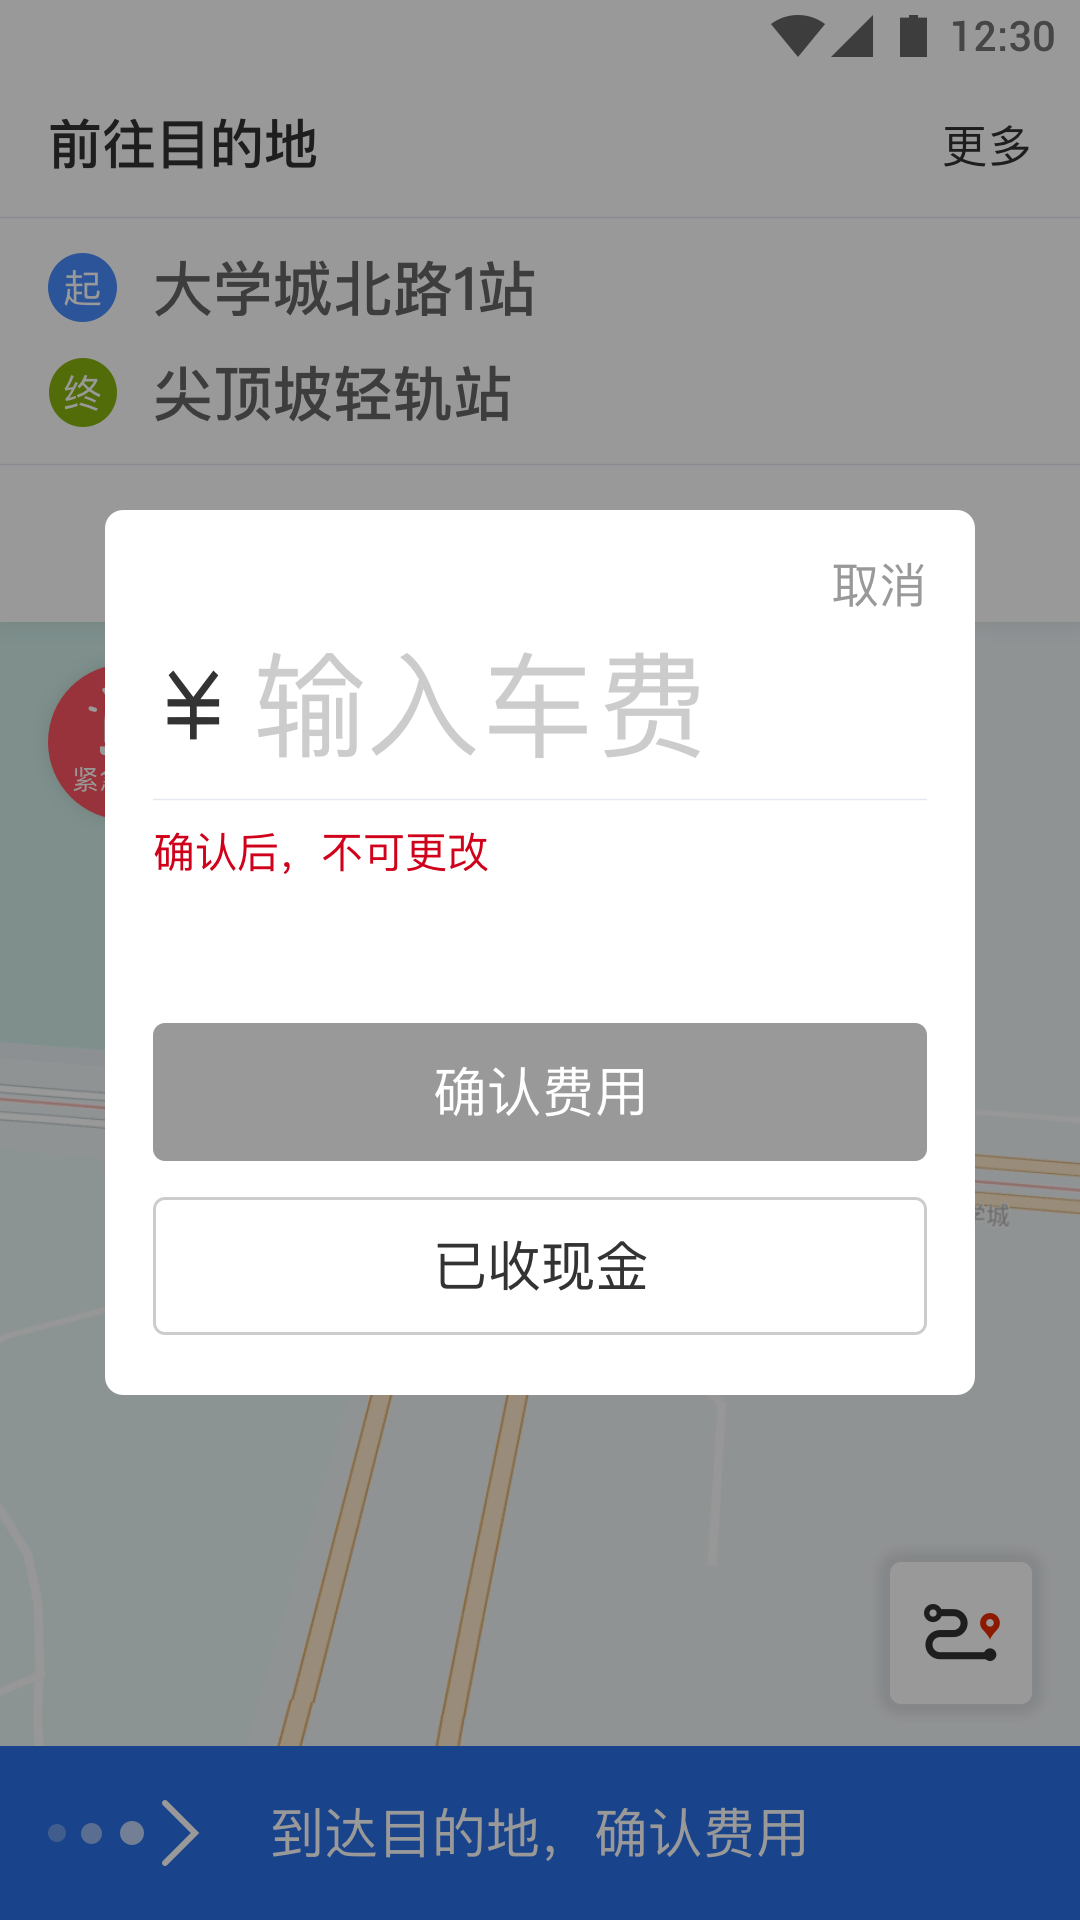 12:30
前往目的地
更多
起 大学城北路1站
终 尖顶坡轻轨站
取消
¥ 输入车费
紧
确认后，不可更改
确认费用
学城
已收现金
到达目的地，确认费用